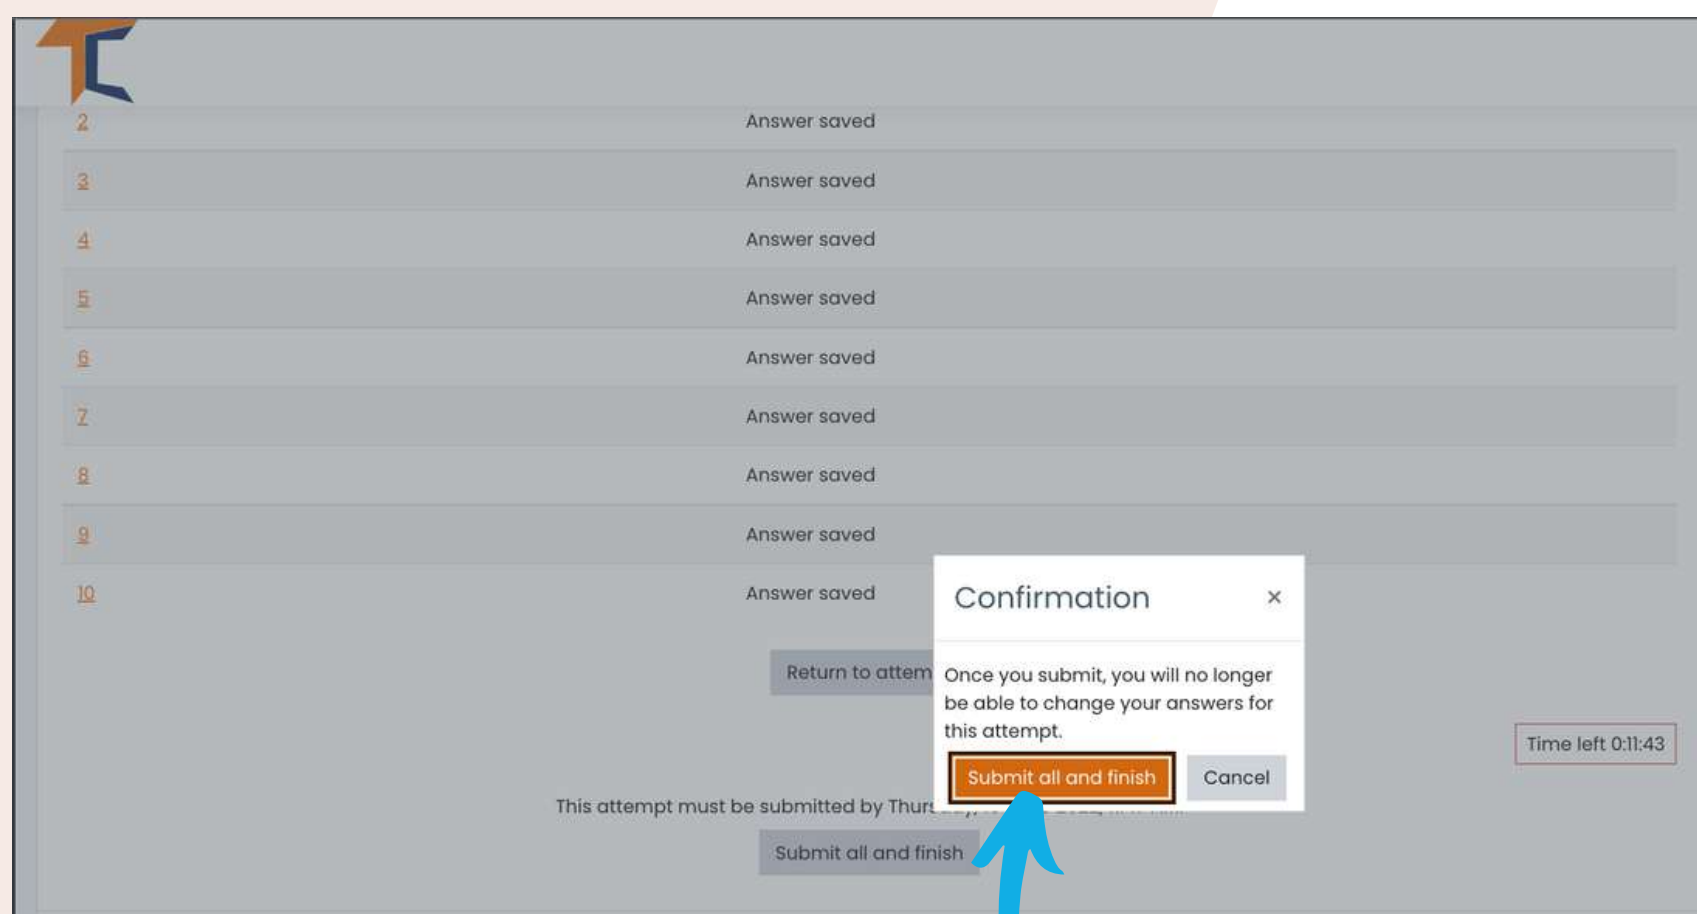 TC
2 Answer saved
3 Answer saved
4 Answer saved
5 Answer saved
6 Answer saved
7 Answer saved
8 Answer saved
9 Answer saved
10 Answer saved
Confirmation ×
Return to attem
Once you submit, you will no longer
be able to change your answers for
this attempt.
Time left 0:11:43
Submit all and finish Cancel
This attempt must be submitted by
Submit all and finish